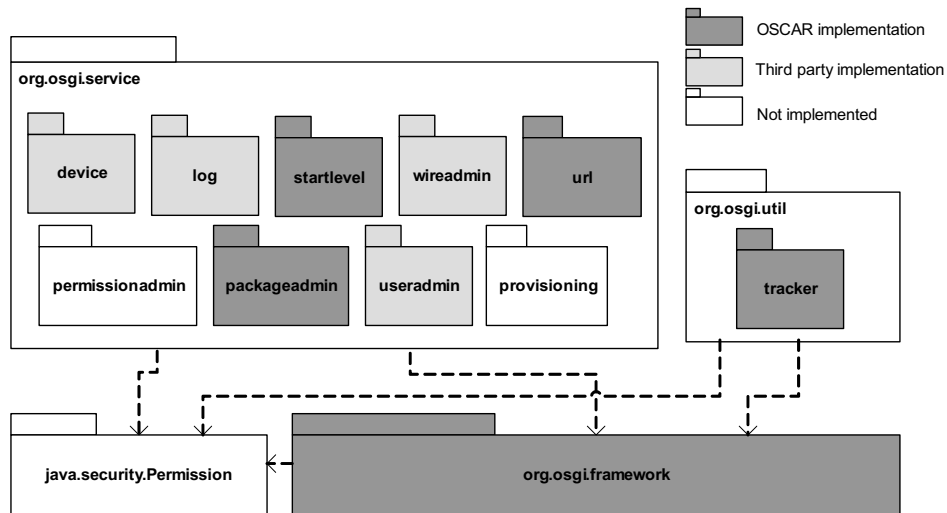 OSCAR implementation
Third party implementation
Not implemented
org.osgi.service
device
log
startlevel
wireadmin
url
permissionadmin
packageadmin
useradmin
provisioning
org.osgi.util
tracker
java.security.Permission
org.osgi.framework